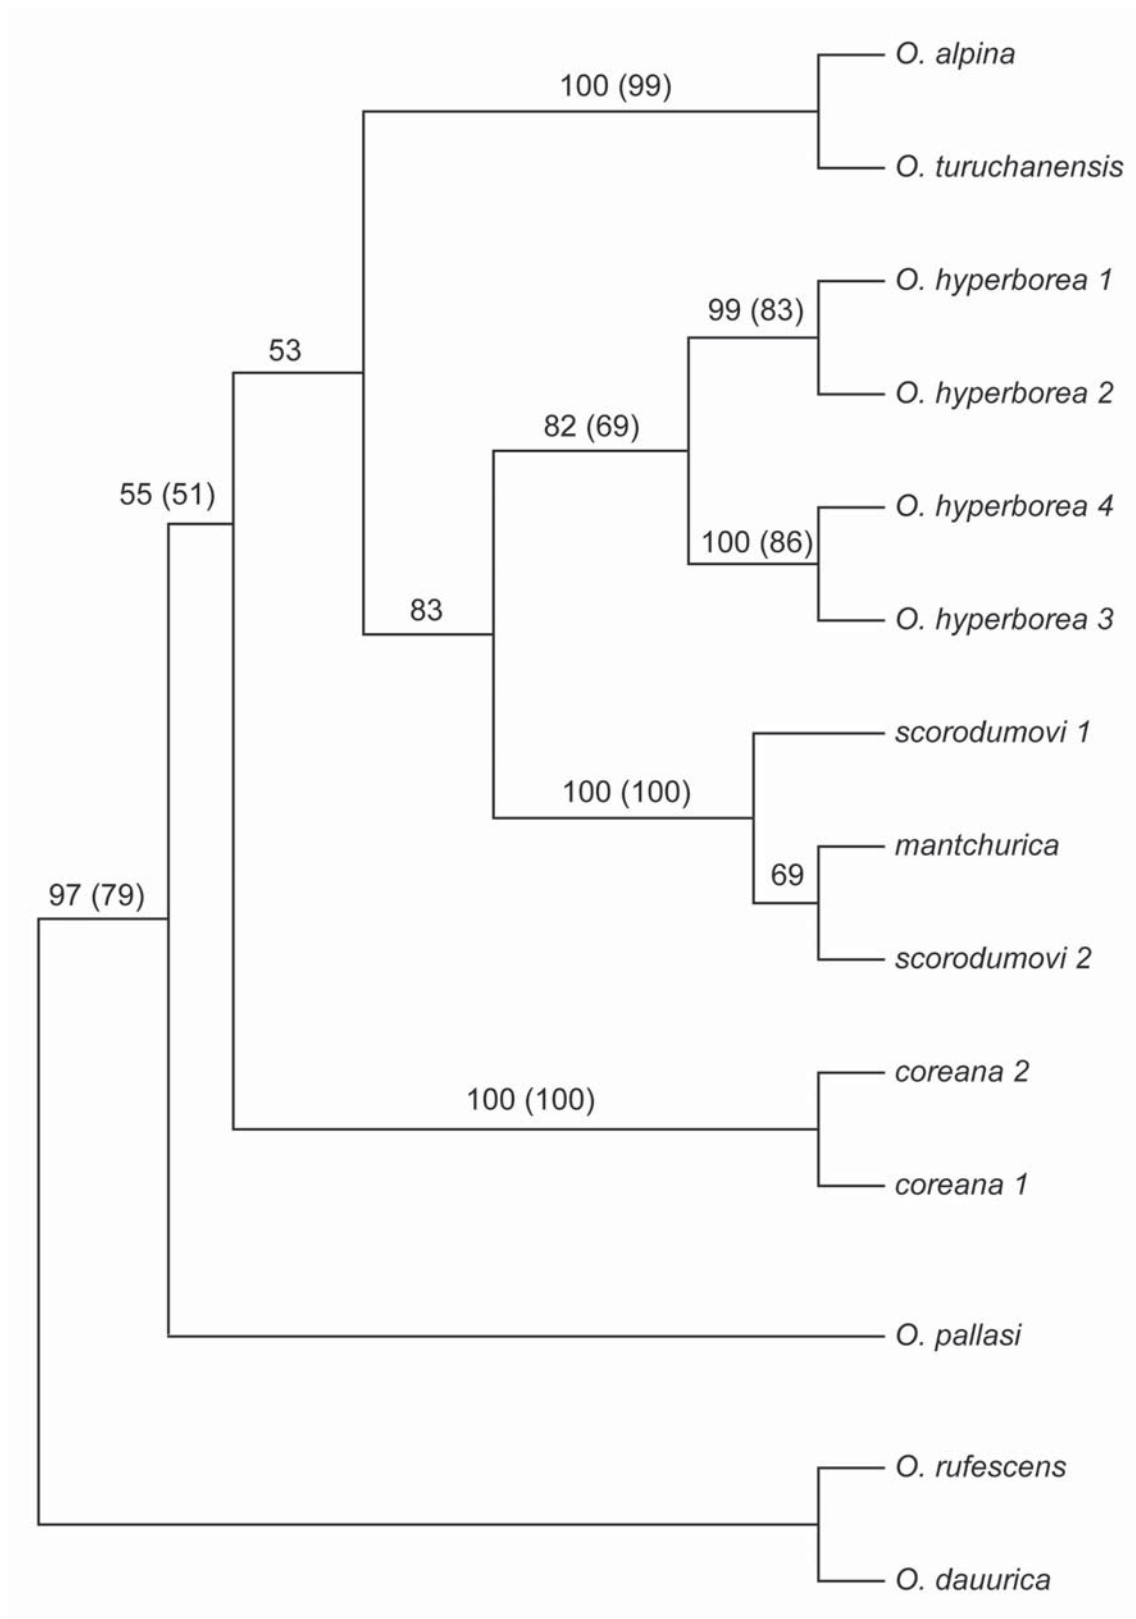 O. alpina
100 (99)
O. turuchanensis
O. hyperborea 1
99 (83)
53
O. hyperborea 2
82 (69)
55 (51)
O. hyperborea 4
100 (86)
83
O. hyperborea 3
scorodumovi 1
100 (100)
mantchurica
69
97 (79)
scorodumovi 2
coreana 2
100 (100)
coreana 1
O. pallasi
O. rufescens
O. dauurica